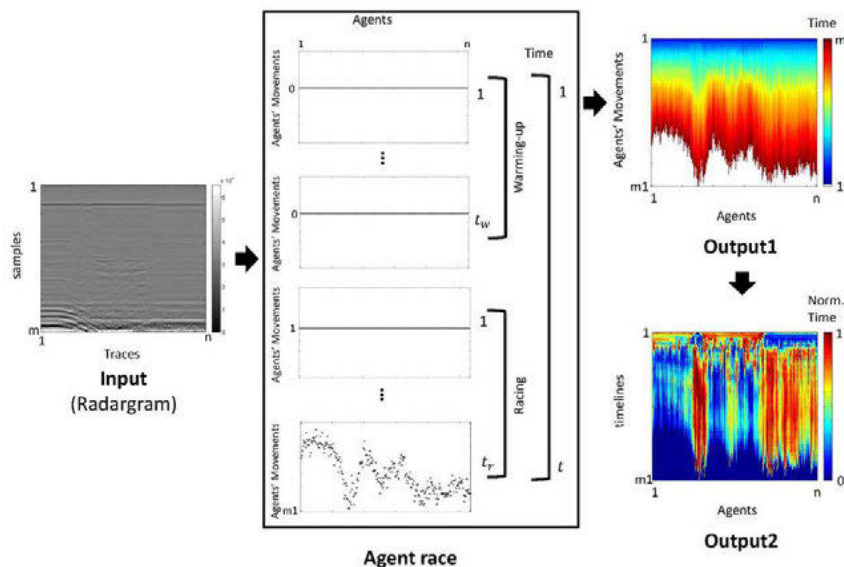 Agents
1
n
Time
Agents' Movements
0
1
Warming-up
1
⋮
Agents' Movements
0
t_w
Agents' Movements
1
1
Racing
⋮
Agents' Movements
m1
t_r
t
Agent race
1
samples
m
1
n
Traces
Input
(Radargram)
Time
1
m
Agents' Movements
m1
1
1
n
Agents
Output1
Norm.
Time
1
1
timelines
m1
0
1
n
Agents
Output2